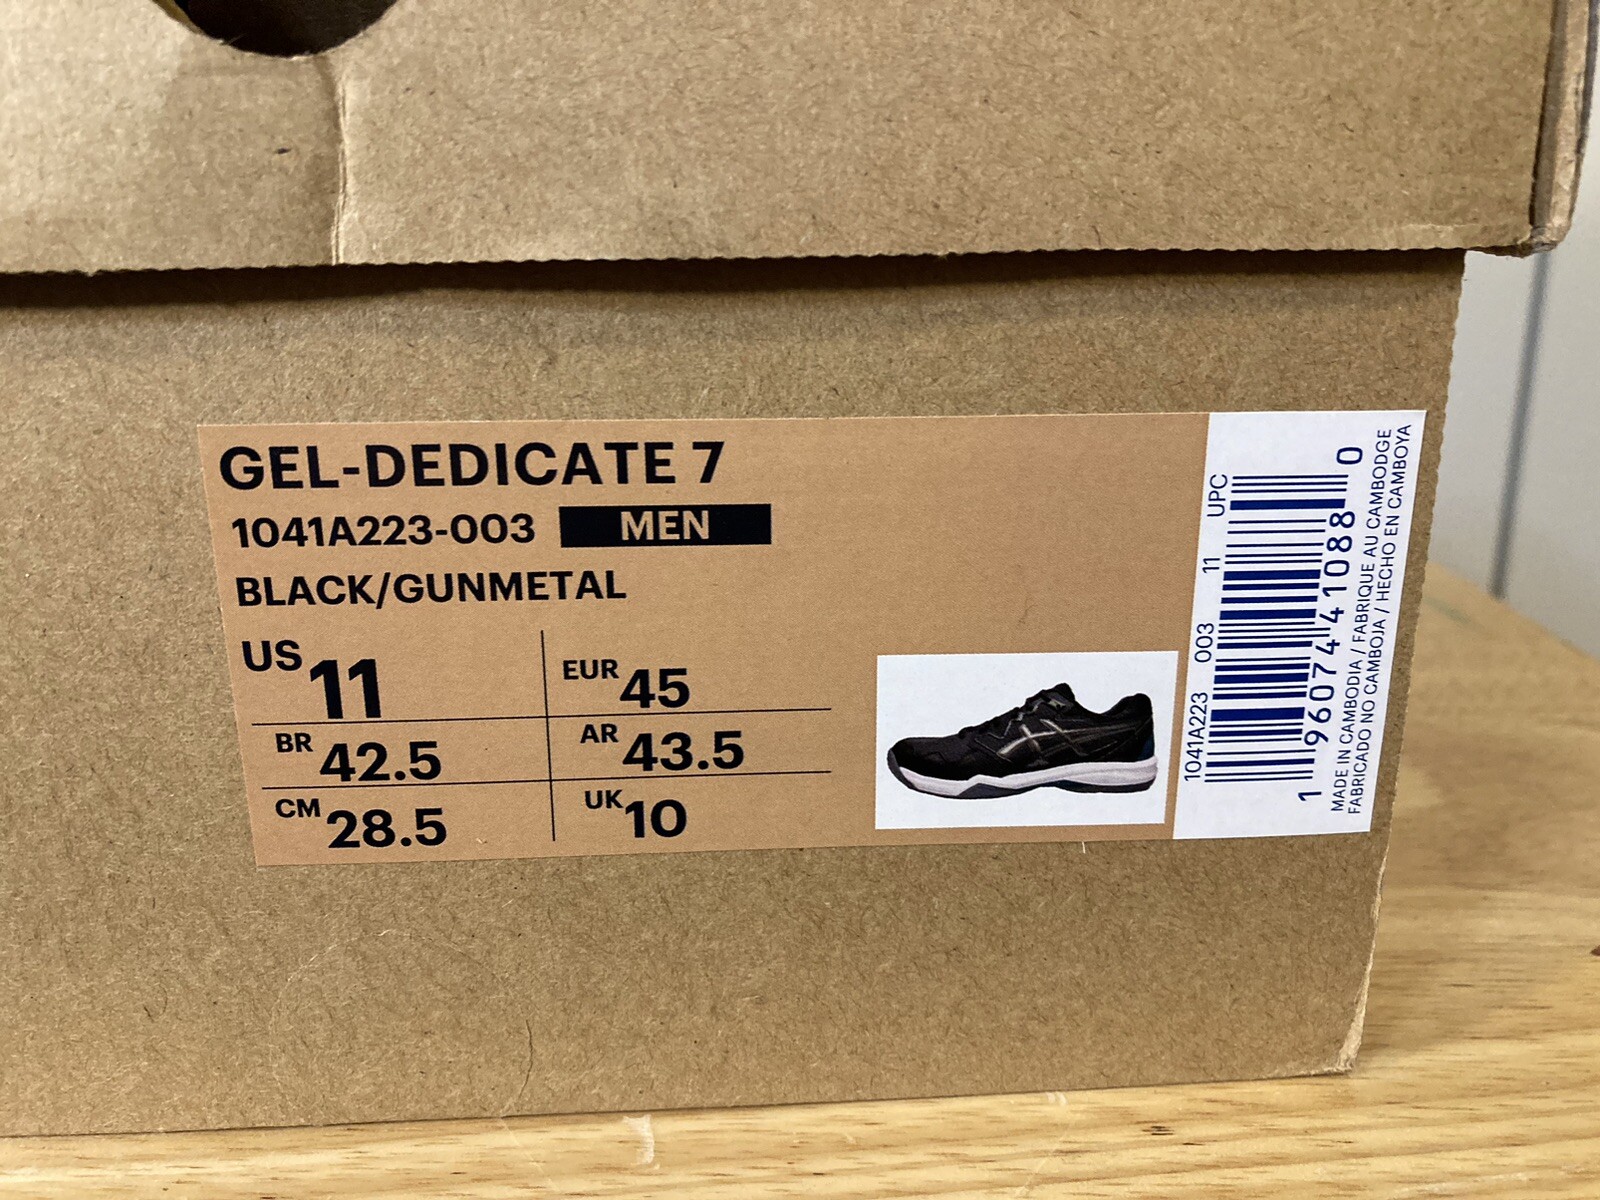 GEL-DEDICATE 7
1041A223-003 MEN
BLACK/GUNMETAL
US 11 EUR 45
BR 42.5 AR 43.5
CM 28.5 UK 10
1041A223 003 11 UPC
1 96074 41088 0
MADE IN CAMBODIA / FABRIQUE AU CAMBODGE
FABRICADO NO CAMBOJA / HECHO EN CAMBOYA